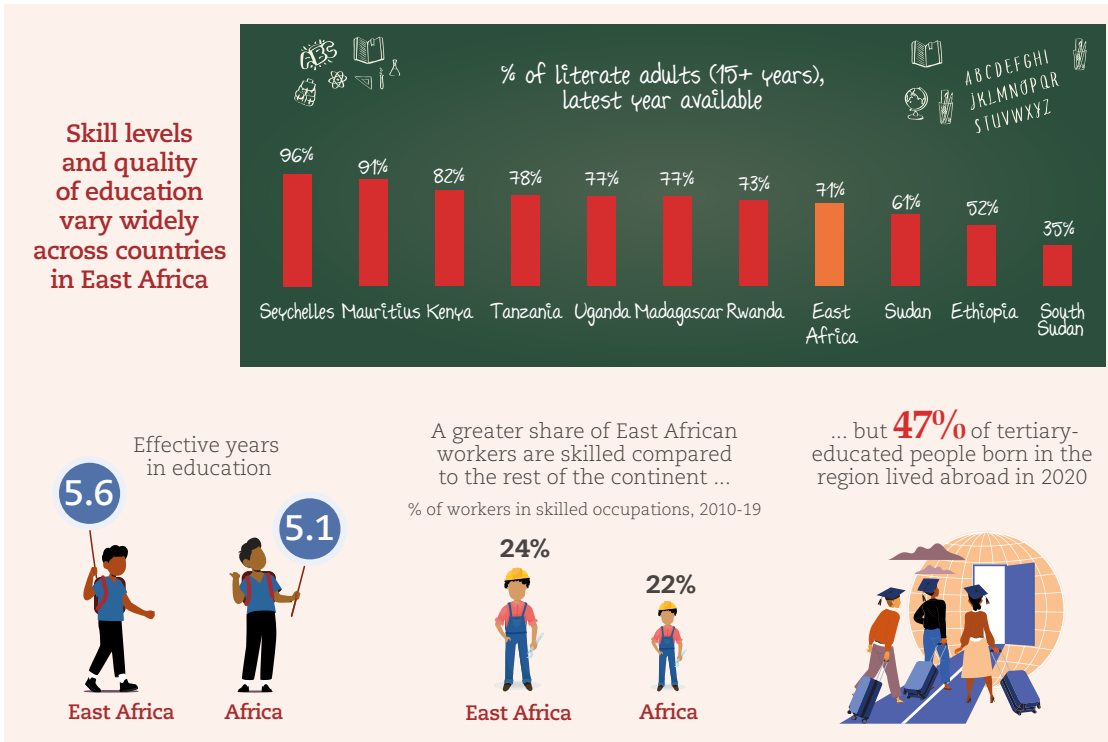 Skill levels
and quality
of education
vary widely
across countries
in East Africa
ABS
% of literate adults (15+ years),
latest year available
ABCDEFGHI
JKLMNOPQR
STUVWXYZ
96%
91%
82%
78%
77%
77%
73%
71%
61%
52%
35%
Seychelles
Mauritius
Kenya
Tanzania
Uganda
Madagascar
Rwanda
East
Africa
Sudan
Ethiopia
South
Sudan
Effective years
in education
5.6
5.1
East Africa
Africa
A greater share of East African
workers are skilled compared
to the rest of the continent ...
% of workers in skilled occupations, 2010-19
24%
22%
East Africa
Africa
... but 47% of tertiary-
educated people born in the
region lived abroad in 2020